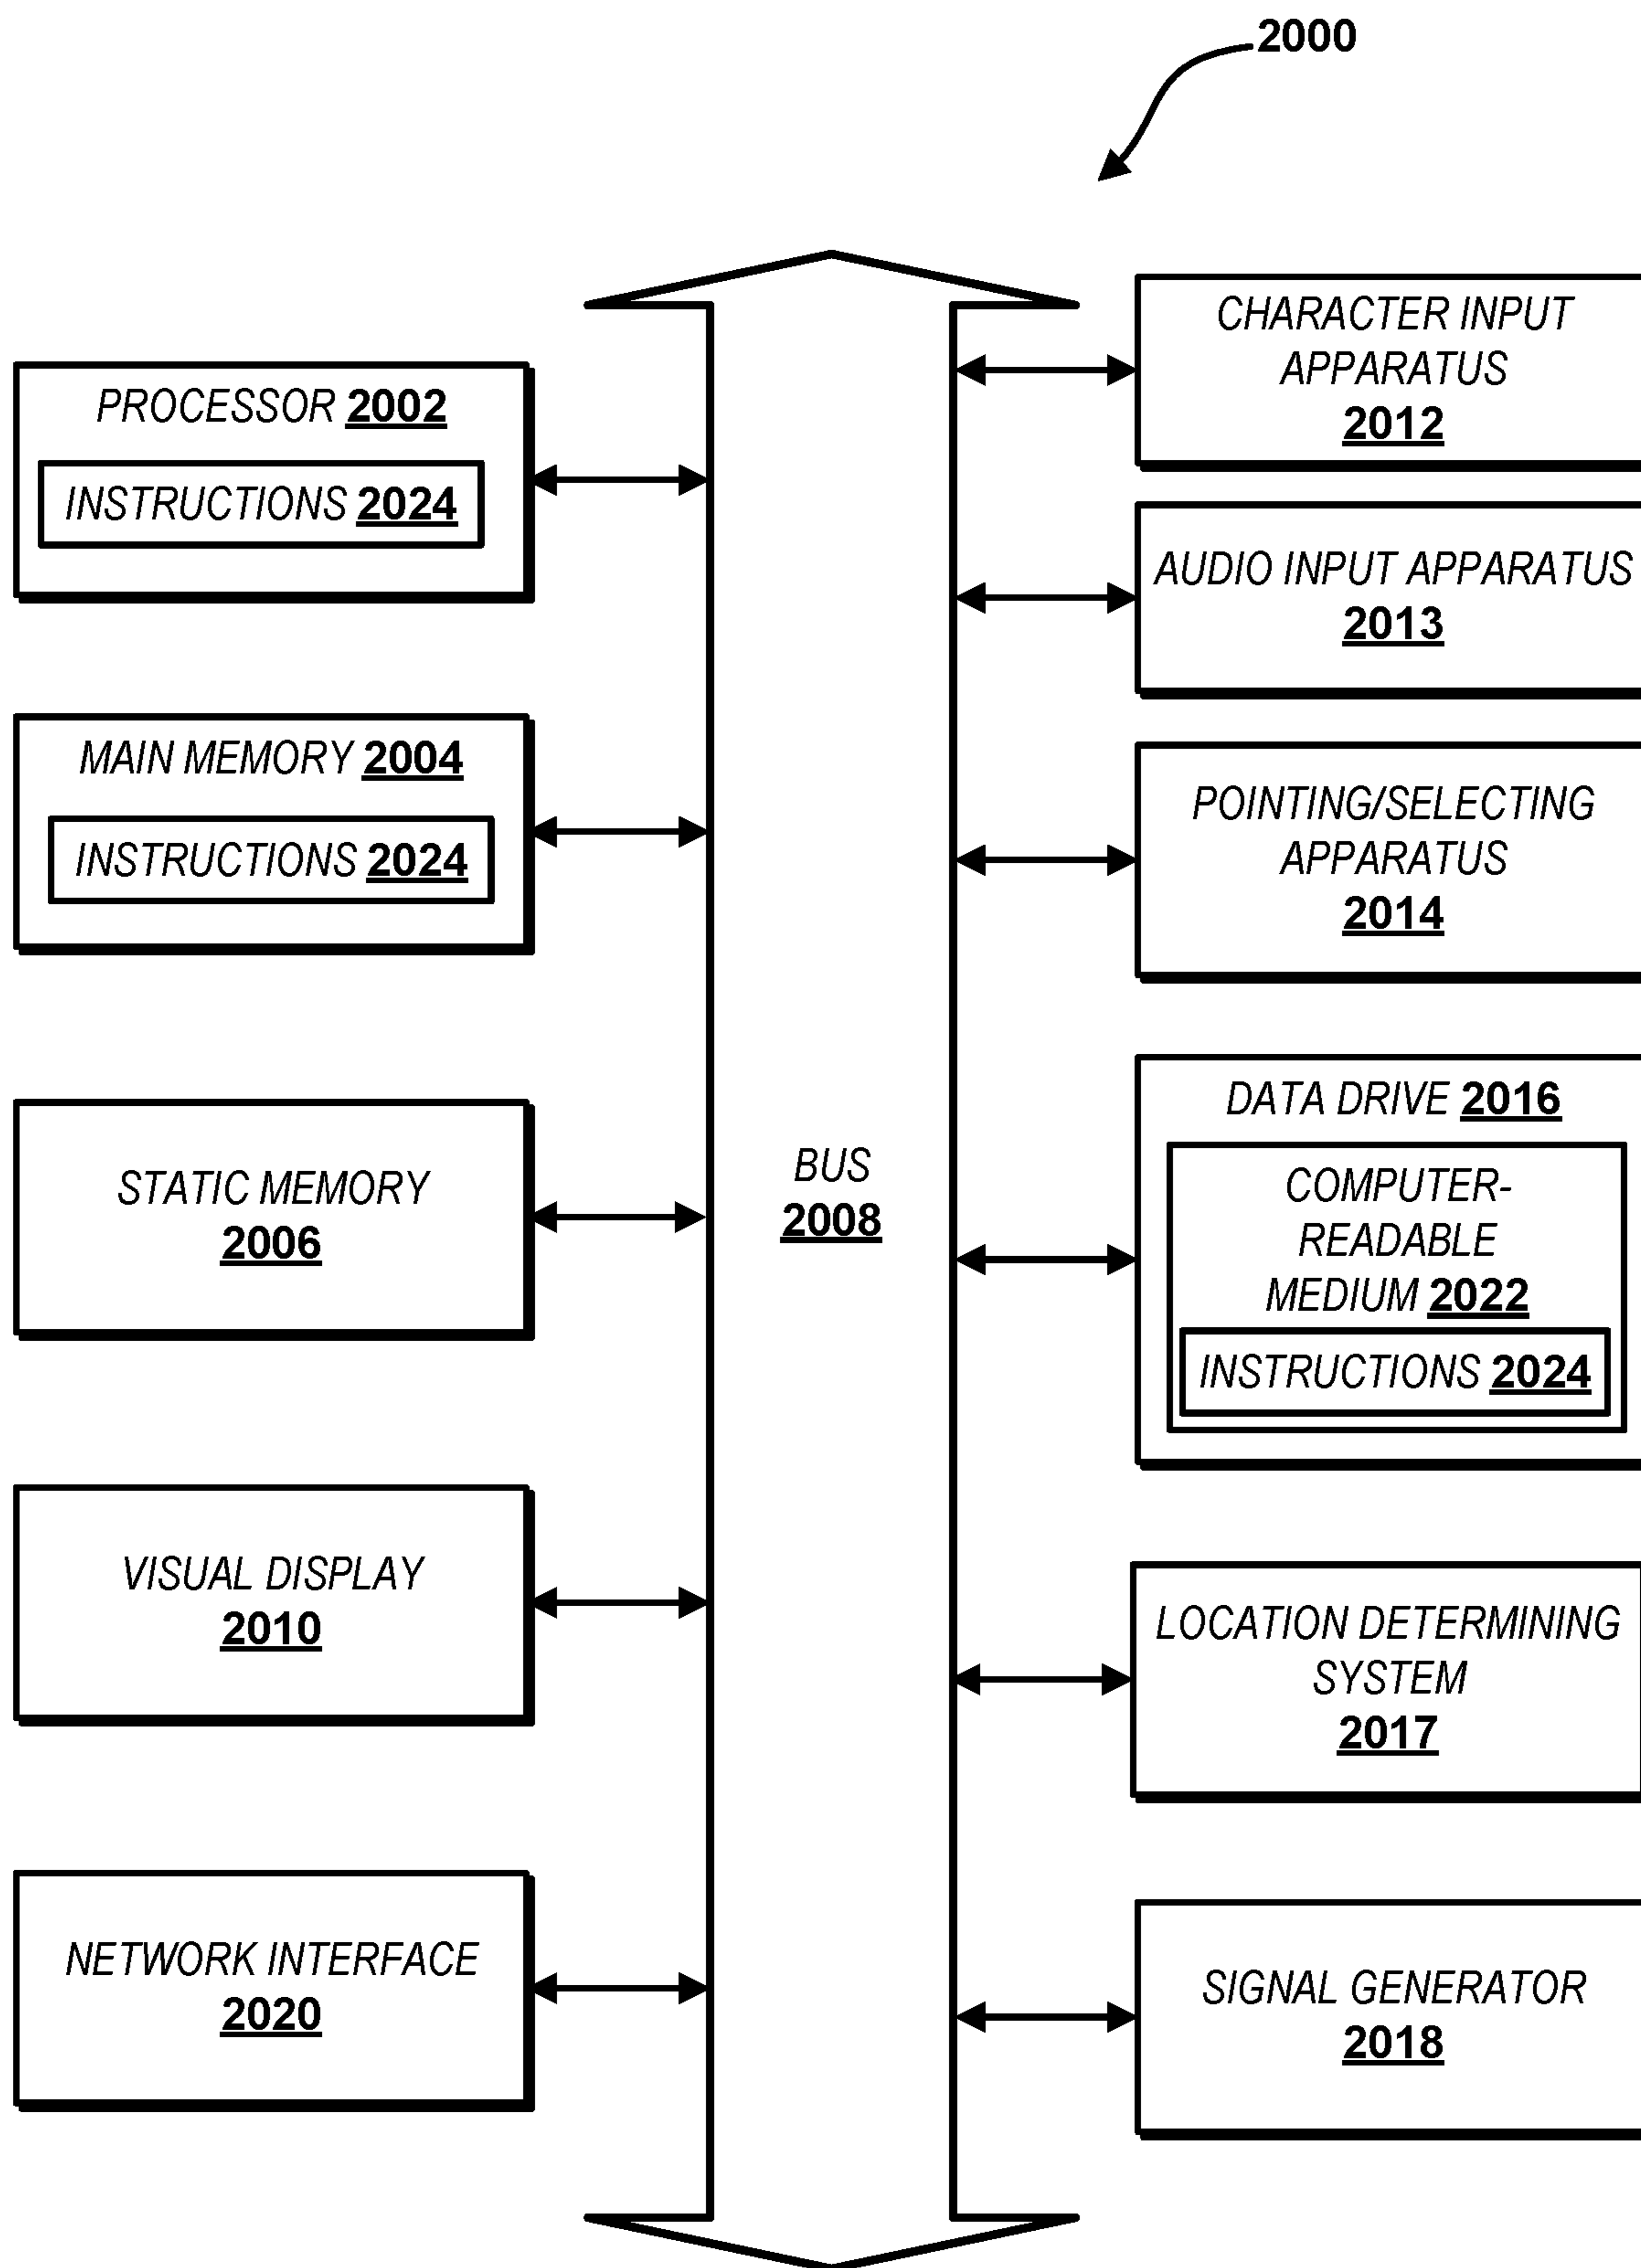 2000
PROCESSOR 2002
INSTRUCTIONS 2024
MAIN MEMORY 2004
INSTRUCTIONS 2024
STATIC MEMORY
2006
VISUAL DISPLAY
2010
NETWORK INTERFACE
2020
BUS
2008
CHARACTER INPUT
APPARATUS
2012
AUDIO INPUT APPARATUS
2013
POINTING/SELECTING
APPARATUS
2014
DATA DRIVE 2016
COMPUTER-
READABLE
MEDIUM 2022
INSTRUCTIONS 2024
LOCATION DETERMINING
SYSTEM
2017
SIGNAL GENERATOR
2018